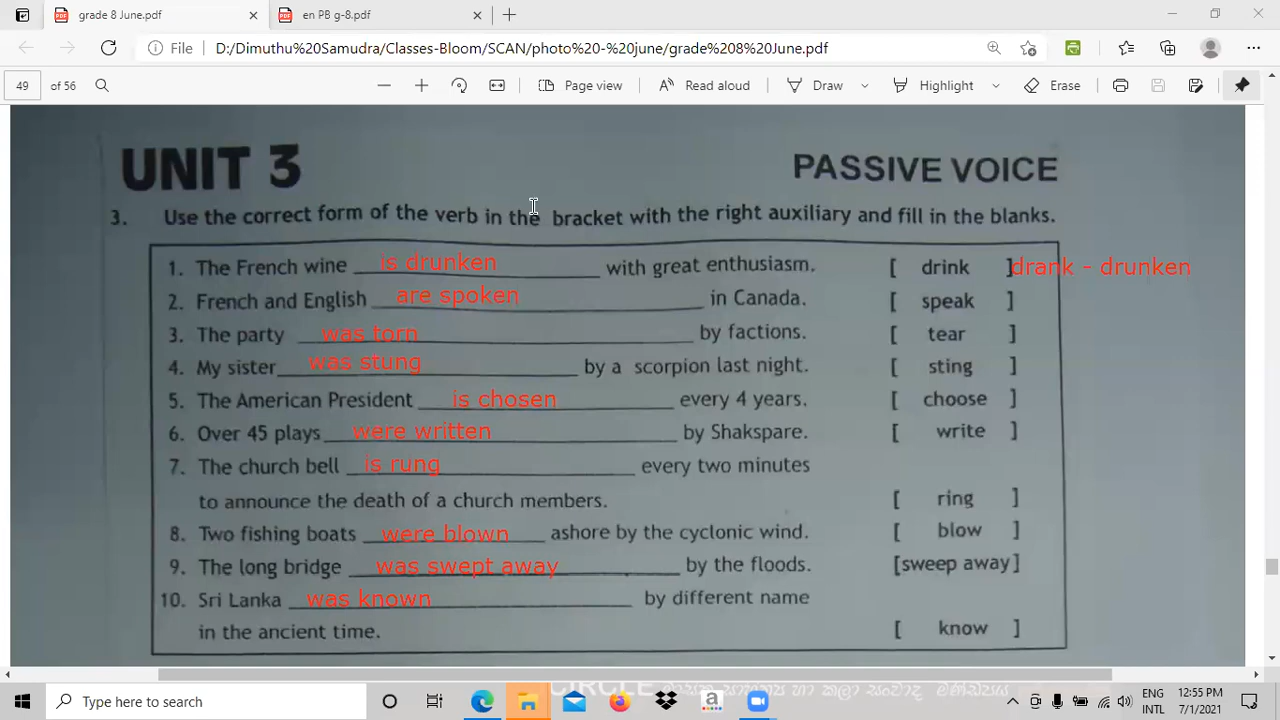 grade 8 June.pdf
en PB g-8.pdf
File D:/Dimuthu%20Samudra/Classes-Bloom/SCAN/photo%20-%20june/grade%208%20June.pdf
49 of 56 Page view Read aloud Draw Highlight Erase
UNIT 3 PASSIVE VOICE
3. Use the correct form of the verb in the bracket with the right auxiliary and fill in the blanks.
1. The French wine is drunken with great enthusiasm. [ drink ] drank - drunken
2. French and English are spoken in Canada. [ speak ]
3. The party was torn by factions. [ tear ]
4. My sister was stung by a scorpion last night. [ sting ]
5. The American President is chosen every 4 years. [ choose ]
6. Over 45 plays were written by Shakspare. [ write ]
7. The church bell is rung every two minutes
to announce the death of a church members. [ ring ]
8. Two fishing boats were blown ashore by the cyclonic wind. [ blow ]
9. The long bridge was swept away by the floods. [sweep away]
10. Sri Lanka was known by different name
in the ancient time. [ know ]
CIRCLE
Type here to search
ENG 12:55 PM
INTL 7/1/2021